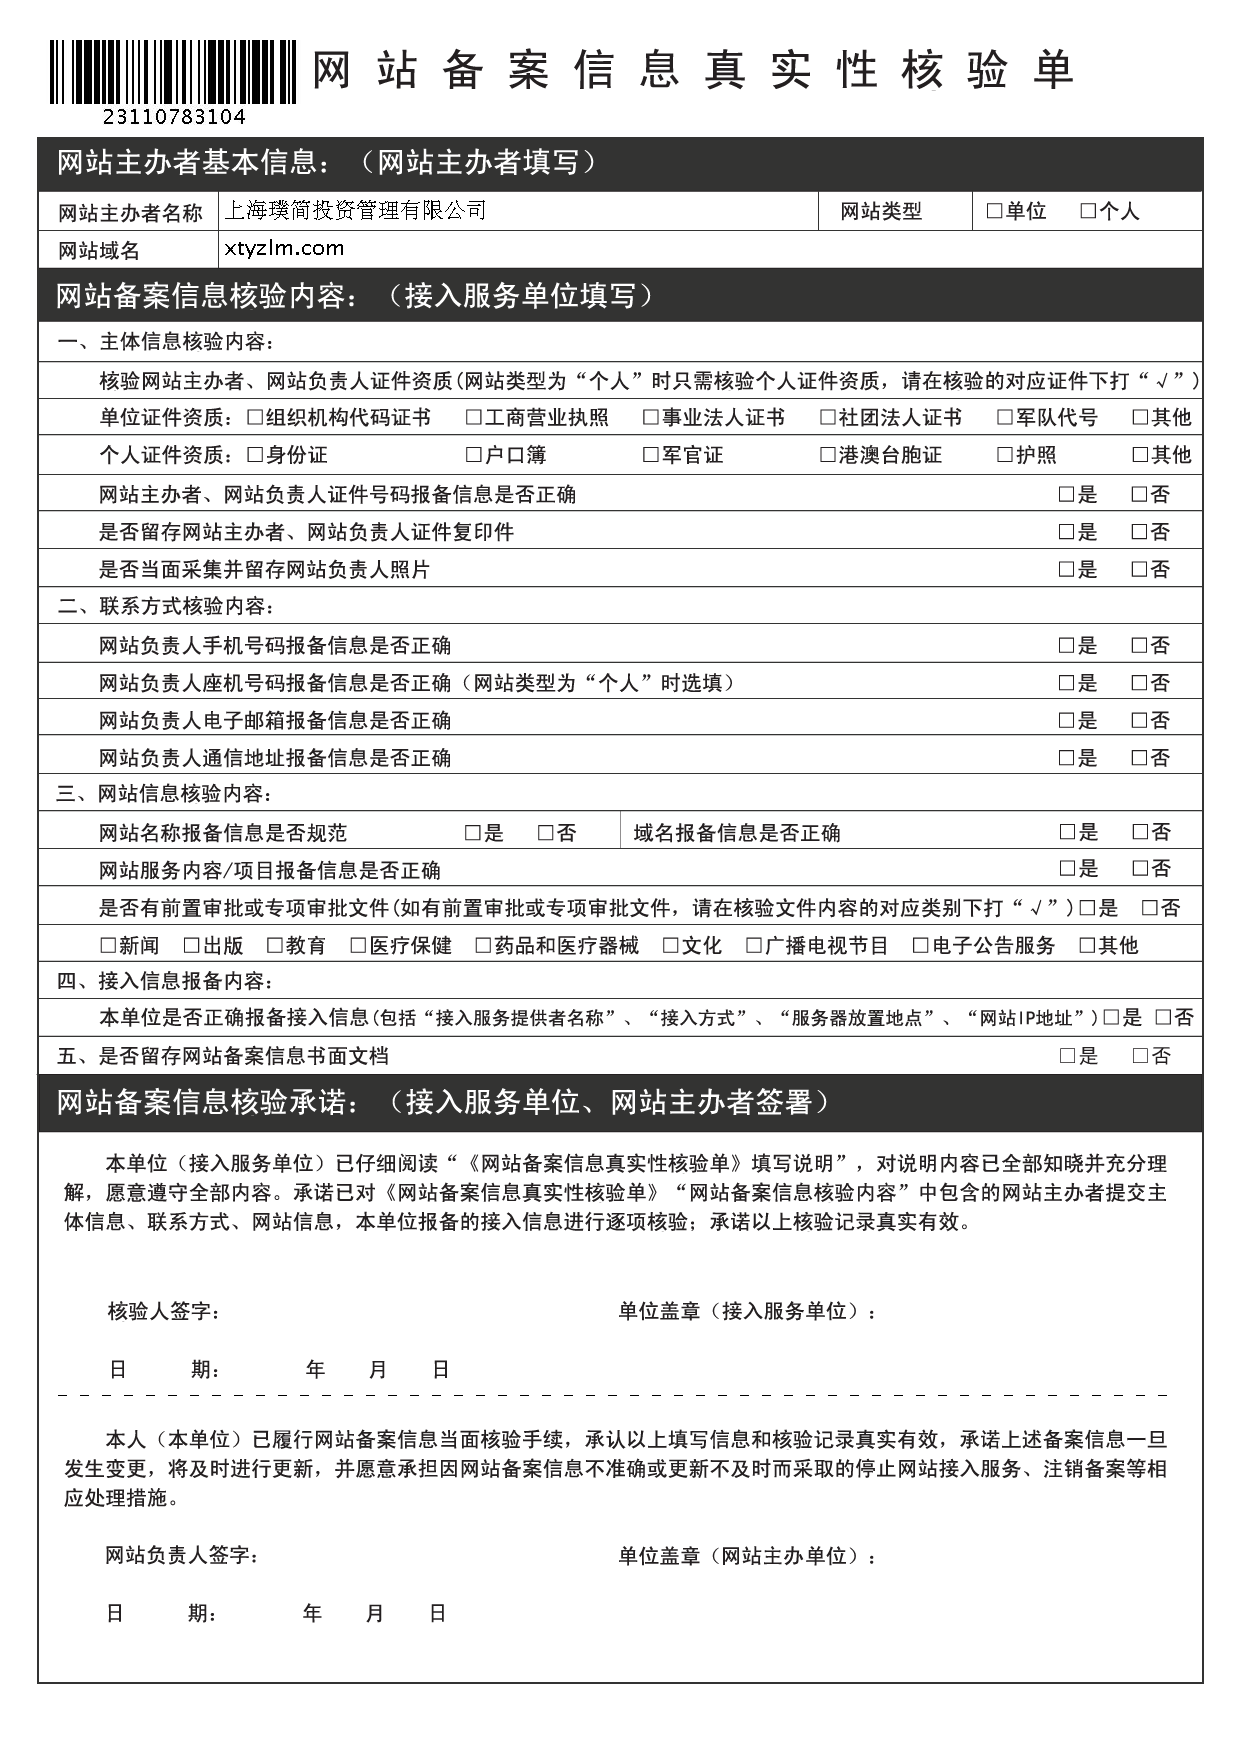 网站备案信息真实性核验单
23110783104
网站主办者基本信息：（网站主办者填写）
网站主办者名称 上海璞简投资管理有限公司 网站类型 □单位 □个人
网站域名 xtyzlm.com
网站备案信息核验内容：（接入服务单位填写）
一、主体信息核验内容：
核验网站主办者、网站负责人证件资质(网站类型为“个人”时只需核验个人证件资质，请在核验的对应证件下打“√”)
单位证件资质：□组织机构代码证书 □工商营业执照 □事业法人证书 □社团法人证书 □军队代号 □其他
个人证件资质：□身份证 □户口簿 □军官证 □港澳台胞证 □护照 □其他
网站主办者、网站负责人证件号码报备信息是否正确 □是 □否
是否留存网站主办者、网站负责人证件复印件 □是 □否
是否当面采集并留存网站负责人照片 □是 □否
二、联系方式核验内容：
网站负责人手机号码报备信息是否正确 □是 □否
网站负责人座机号码报备信息是否正确（网站类型为“个人”时选填） □是 □否
网站负责人电子邮箱报备信息是否正确 □是 □否
网站负责人通信地址报备信息是否正确 □是 □否
三、网站信息核验内容：
网站名称报备信息是否规范 □是 □否 域名报备信息是否正确 □是 □否
网站服务内容/项目报备信息是否正确 □是 □否
是否有前置审批或专项审批文件(如有前置审批或专项审批文件，请在核验文件内容的对应类别下打“√”)□是 □否
□新闻 □出版 □教育 □医疗保健 □药品和医疗器械 □文化 □广播电视节目 □电子公告服务 □其他
四、接入信息报备内容：
本单位是否正确报备接入信息(包括“接入服务提供者名称”、“接入方式”、“服务器放置地点”、“网站IP地址”)□是 □否
五、是否留存网站备案信息书面文档 □是 □否
网站备案信息核验承诺：（接入服务单位、网站主办者签署）
本单位（接入服务单位）已仔细阅读“《网站备案信息真实性核验单》填写说明”，对说明内容已全部知晓并充分理
解，愿意遵守全部内容。承诺已对《网站备案信息真实性核验单》“网站备案信息核验内容”中包含的网站主办者提交主
体信息、联系方式、网站信息，本单位报备的接入信息进行逐项核验；承诺以上核验记录真实有效。
核验人签字： 单位盖章（接入服务单位）：
日 期： 年 月 日
本人（本单位）已履行网站备案信息当面核验手续，承认以上填写信息和核验记录真实有效，承诺上述备案信息一旦
发生变更，将及时进行更新，并愿意承担因网站备案信息不准确或更新不及时而采取的停止网站接入服务、注销备案等相
应处理措施。
网站负责人签字： 单位盖章（网站主办单位）：
日 期： 年 月 日